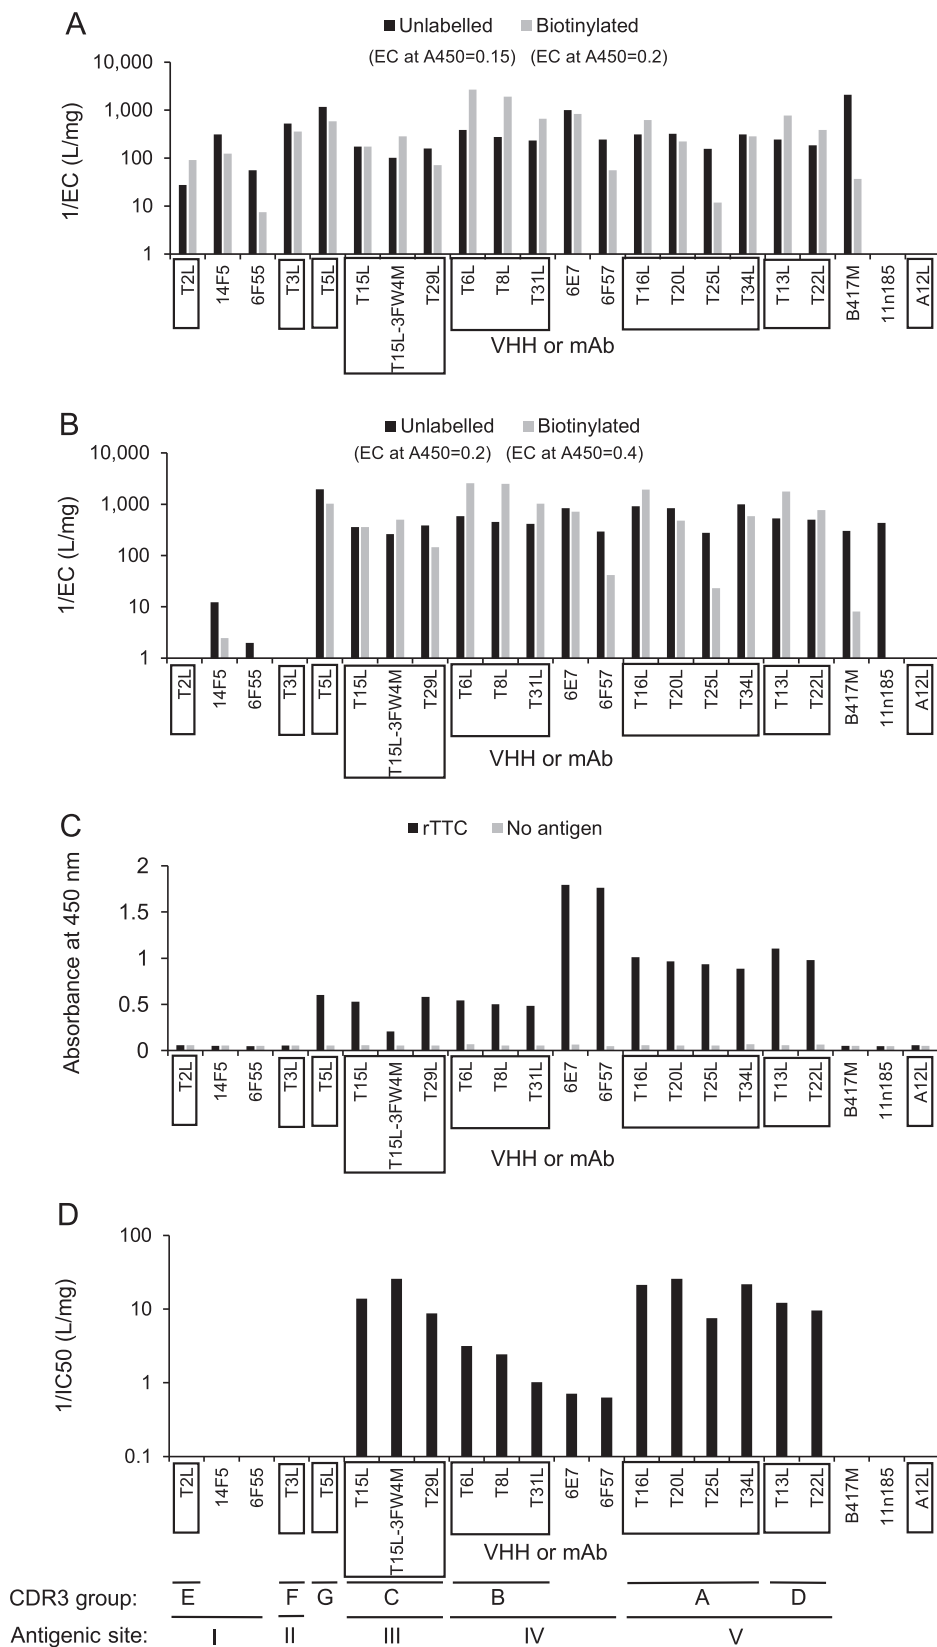 A
Unlabelled Biotinylated
(EC at A450=0.15) (EC at A450=0.2)
10,000
1,000
100
10
1
1/EC (L/mg)
T2L 14F5 6F55 T3L T5L T15L T15L-3FW4M T29L T6L T8L T31L 6E7 6F57 T16L T20L T25L T34L T13L T22L B417M 11n185 A12L
VHH or mAb
B
Unlabelled Biotinylated
(EC at A450=0.2) (EC at A450=0.4)
10,000
1,000
100
10
1
1/EC (L/mg)
T2L 14F5 6F55 T3L T5L T15L T15L-3FW4M T29L T6L T8L T31L 6E7 6F57 T16L T20L T25L T34L T13L T22L B417M 11n185 A12L
VHH or mAb
C
rTTC No antigen
2
1.5
1
0.5
0
Absorbance at 450 nm
T2L 14F5 6F55 T3L T5L T15L T15L-3FW4M T29L T6L T8L T31L 6E7 6F57 T16L T20L T25L T34L T13L T22L B417M 11n185 A12L
VHH or mAb
D
100
10
1
0.1
1/IC50 (L/mg)
T2L 14F5 6F55 T3L T5L T15L T15L-3FW4M T29L T6L T8L T31L 6E7 6F57 T16L T20L T25L T34L T13L T22L B417M 11n185 A12L
VHH or mAb
CDR3 group: E F G C B A D
Antigenic site: I II III IV V